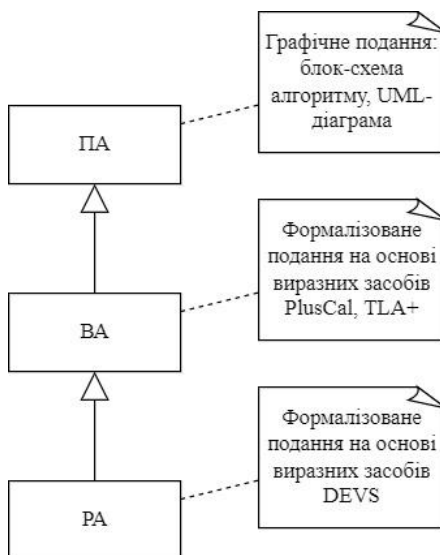 Графічне подання:
блок-схема
алгоритму, UML-
діаграма
ПА
Формалізоване
подання на основі
виразних засобів
PlusCal, TLA+
ВА
Формалізоване
подання на основі
виразних засобів
DEVS
РА